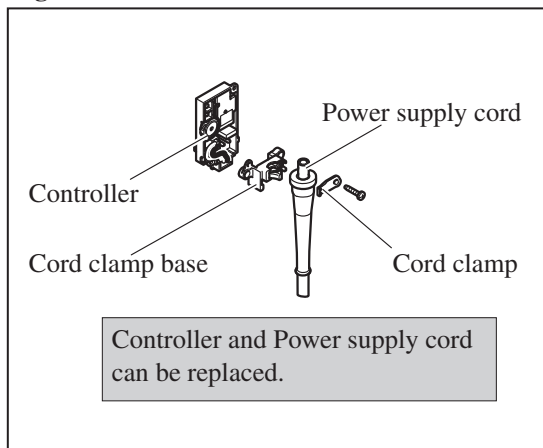 Power supply cord
Controller
Cord clamp base
Cord clamp
Controller and Power supply cord
can be replaced.